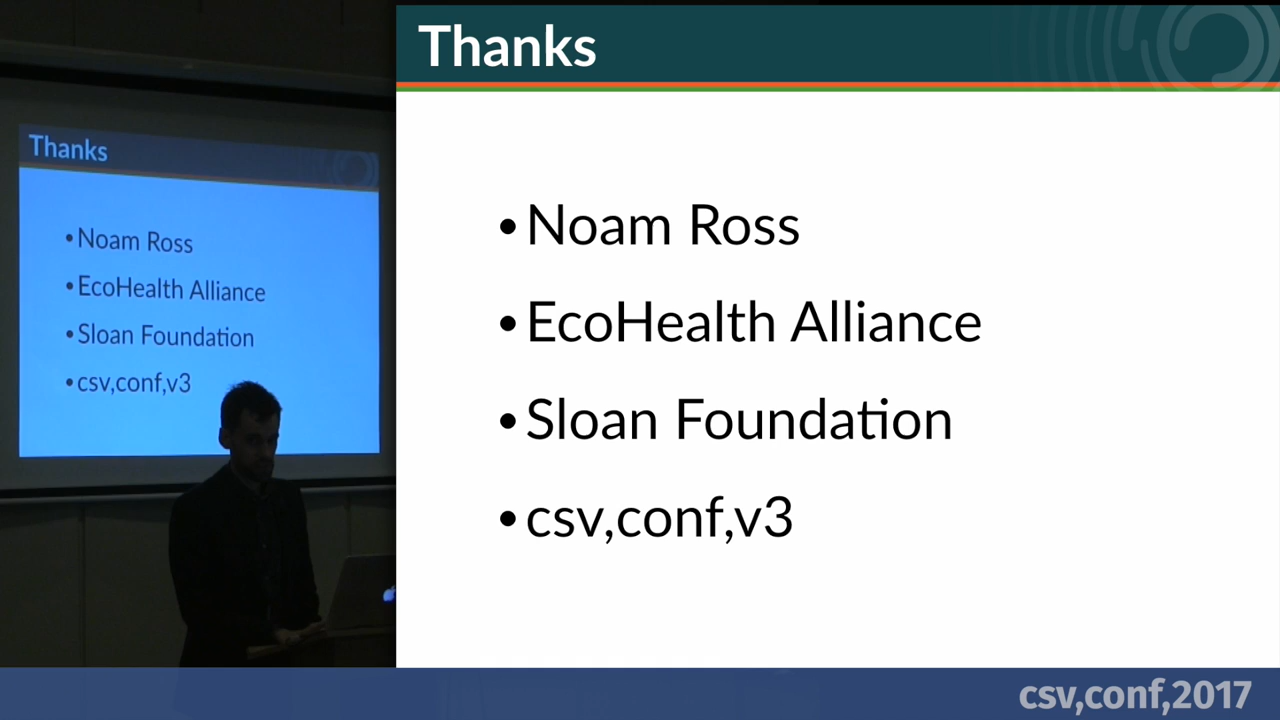 Thanks
• Noam Ross
• EcoHealth Alliance
• Sloan Foundation
• csv,conf,v3
Thanks
• Noam Ross
• EcoHealth Alliance
• Sloan Foundation
• csv,conf,v3
csv,conf,2017